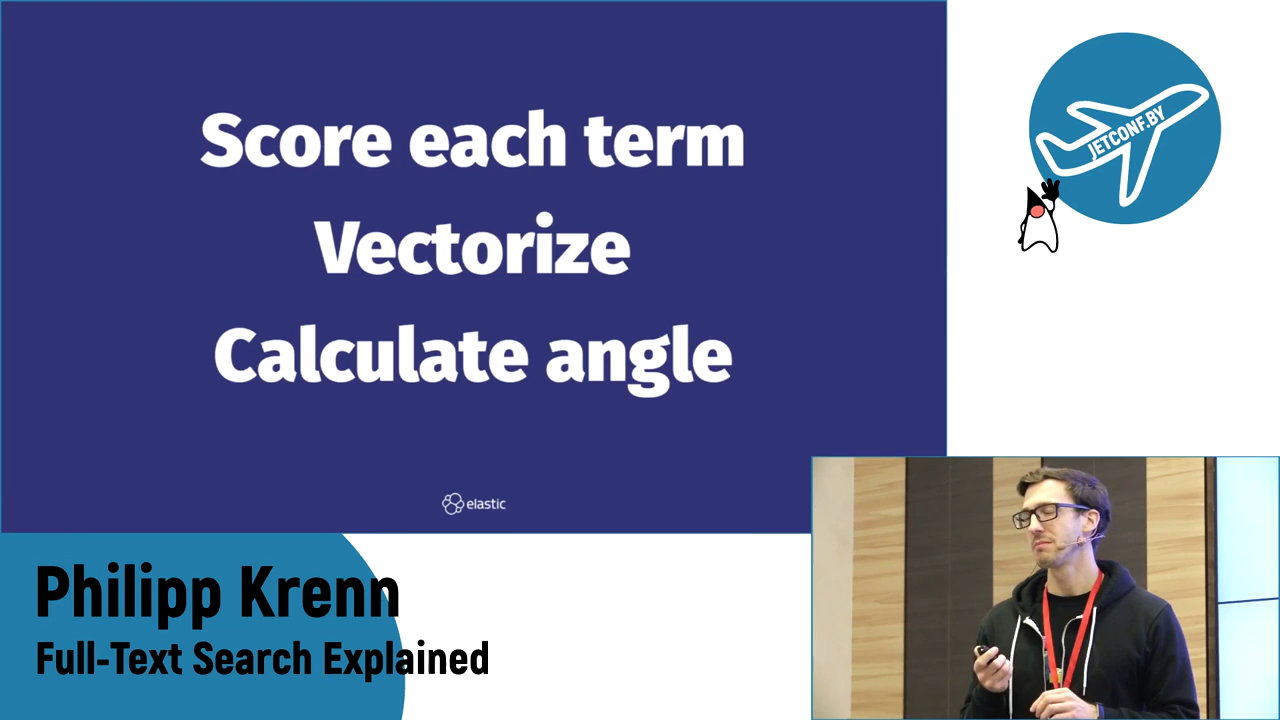 Score each term
Vectorize
Calculate angle
elastic
JETCONF.BY
Philipp Krenn
Full-Text Search Explained